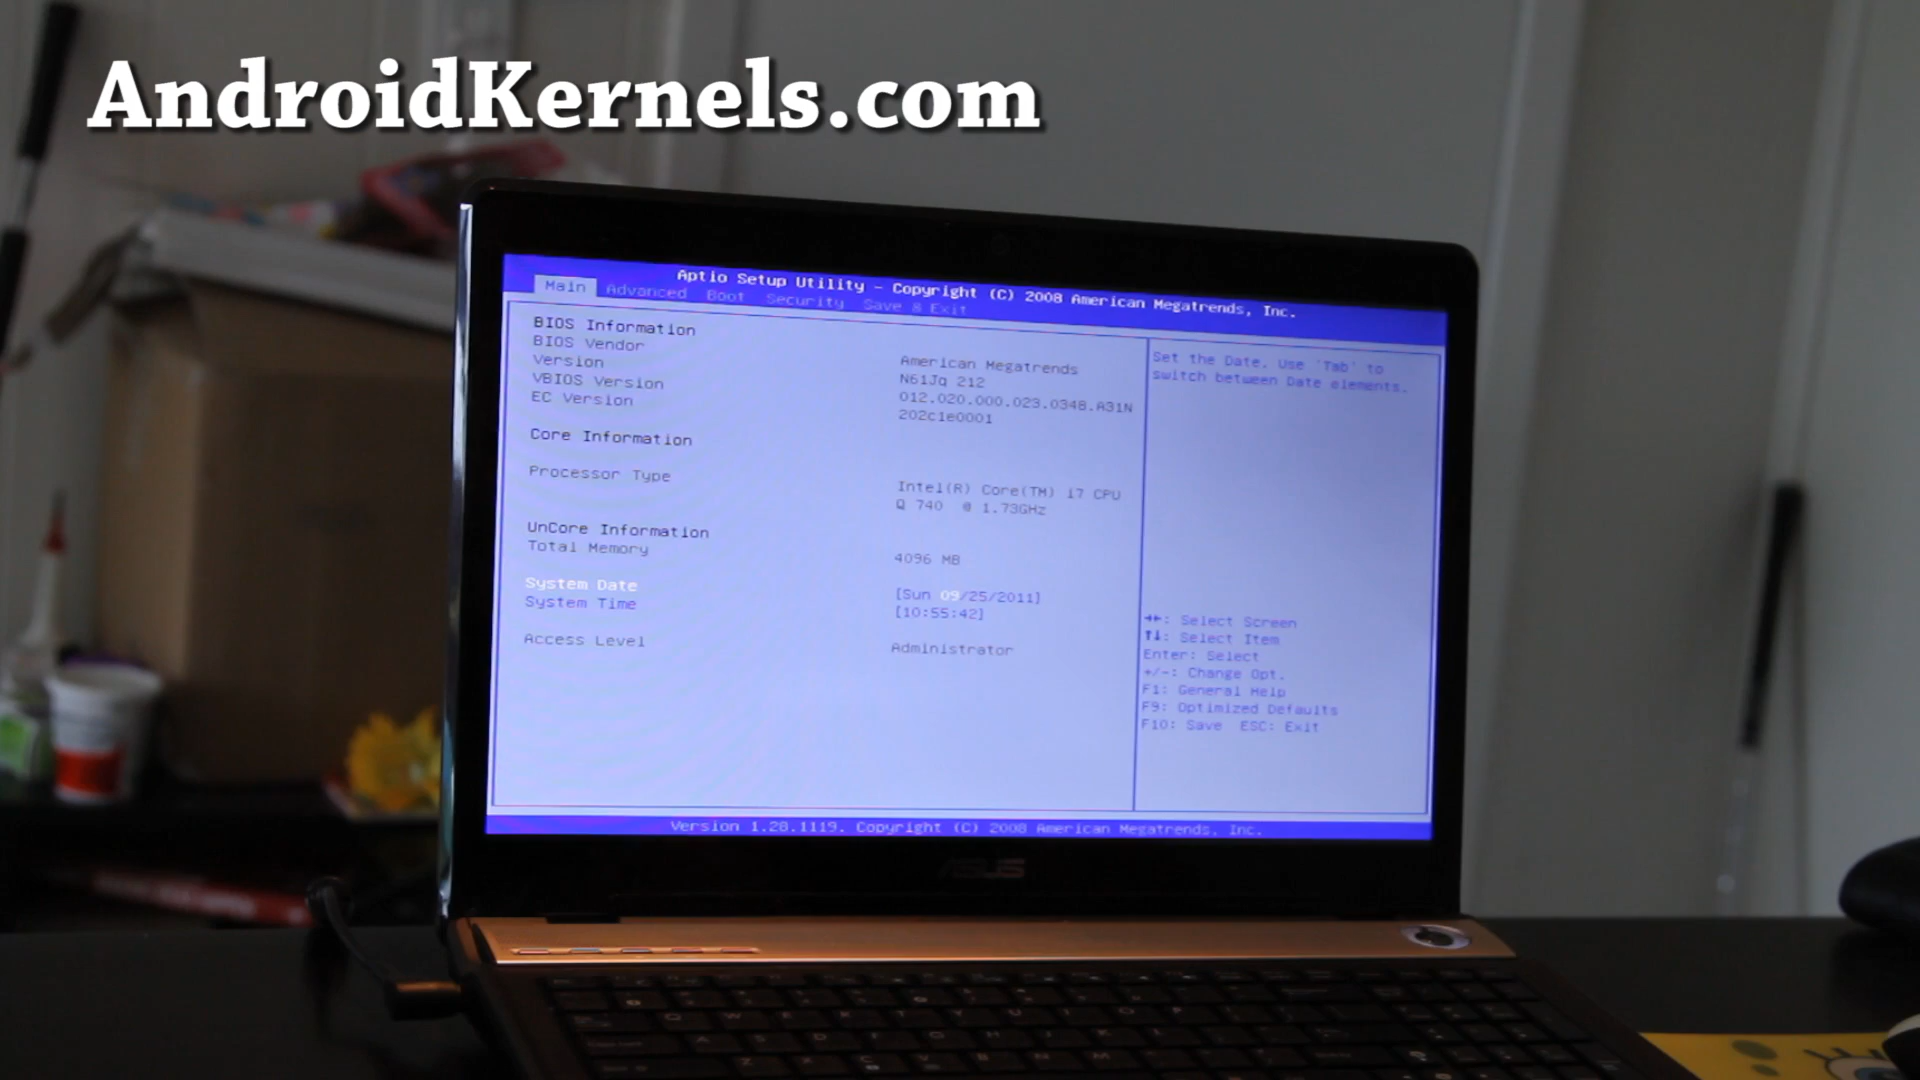 AndroidKernels.com
Aptio Setup Utility - Copyright (C) 2008 American Megatrends, Inc.
Main Advanced Boot Security Save & Exit
BIOS Information
BIOS Vendor American Megatrends
Version N61Jq 212
VBIOS Version 012.020.000.023.0348.A31N
EC Version 202c1e0001
Core Information
Processor Type Intel(R) Core(TM) i7 CPU
Q 740 @ 1.73GHz
UnCore Information
Total Memory 4096 MB
System Date [Sun 09/25/2011]
System Time [10:55:42]
Access Level Administrator
Set the Date. Use 'Tab' to
switch between Date elements.
→←: Select Screen
↑↓: Select Item
Enter: Select
+/-: Change Opt.
F1: General Help
F9: Optimized Defaults
F10: Save ESC: Exit
Version 1.28.1119. Copyright (C) 2008 American Megatrends, Inc.
ASUS